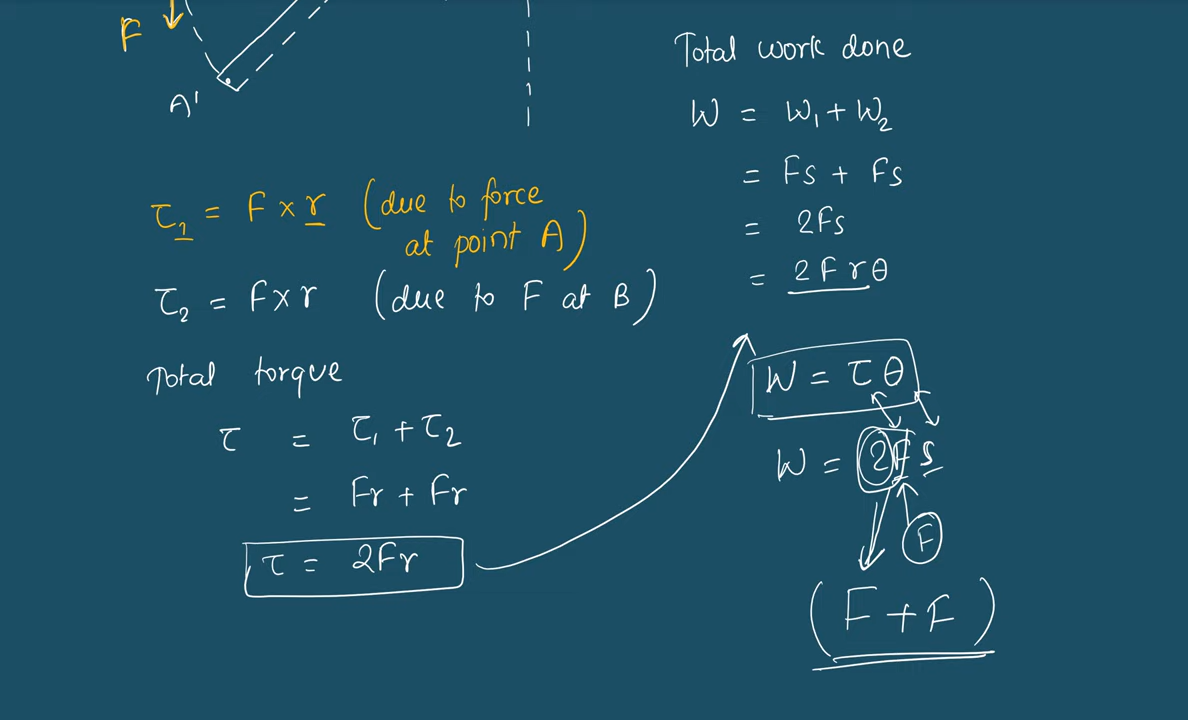 F
A'
τ₁ = F × r (due to force
at point A)
τ₂ = F × r (due to F at B)
Total torque
τ = τ₁ + τ₂
= Fr + Fr
τ = 2Fr
Total work done
W = W₁ + W₂
= Fs + Fs
= 2Fs
= 2Frθ
W = τθ
W = 2Fs
F
(F + F)